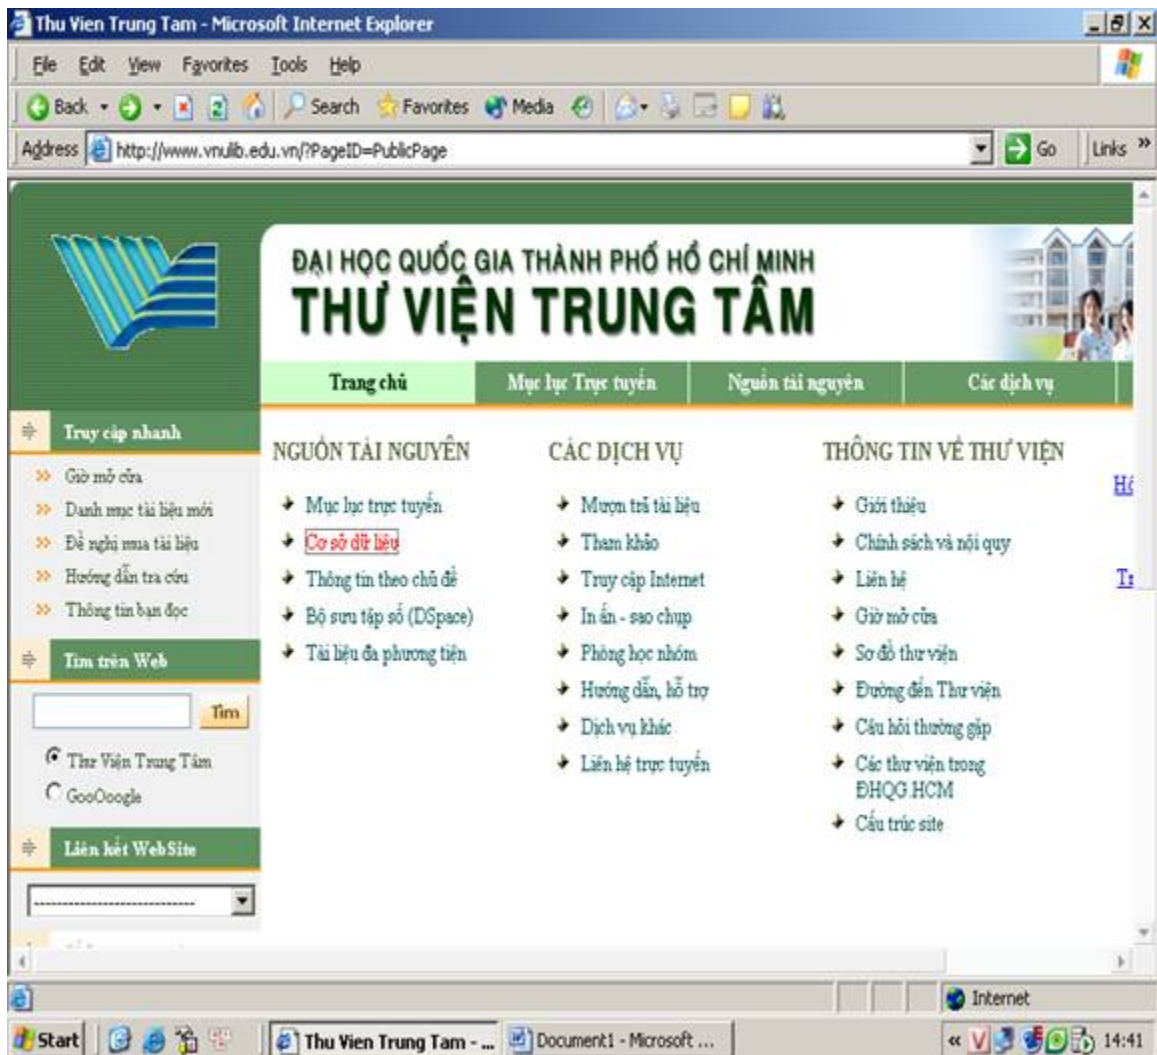 Thu Vien Trung Tam - Microsoft Internet Explorer
File Edit View Favorites Tools Help
Back Search Favorites Media
Address http://www.vnulib.edu.vn/?PageID=PublicPage Go Links »
ĐẠI HỌC QUỐC GIA THÀNH PHỐ HỒ CHÍ MINH
THƯ VIỆN TRUNG TÂM
Trang chủ Mục lục Trực tuyến Nguồn tài nguyên Các dịch vụ
Truy cập nhanh
Giờ mở cửa
Danh mục tài liệu mới
Đề nghị mua tài liệu
Hướng dẫn tra cứu
Thông tin bạn đọc
Tìm trên Web
Tìm
Thư Viện Trung Tâm
GooOoogle
Liên kết WebSite
----------------------------
NGUỒN TÀI NGUYÊN
Mục lục trực tuyến
Cơ sở dữ liệu
Thông tin theo chủ đề
Bộ sưu tập số (DSpace)
Tài liệu đa phương tiện
CÁC DỊCH VỤ
Mượn trả tài liệu
Tham khảo
Truy cập Internet
In ấn - sao chụp
Phòng học nhóm
Hướng dẫn, hỗ trợ
Dịch vụ khác
Liên hệ trực tuyến
THÔNG TIN VỀ THƯ VIỆN
Giới thiệu
Chính sách và nội quy
Liên hệ
Giờ mở cửa
Sơ đồ thư viện
Đường đến Thư viện
Câu hỏi thường gặp
Các thư viện trong
ĐHQG.HCM
Cấu trúc site
Internet
Start Thu Vien Trung Tam - ... Document1 - Microsoft ... « 14:41